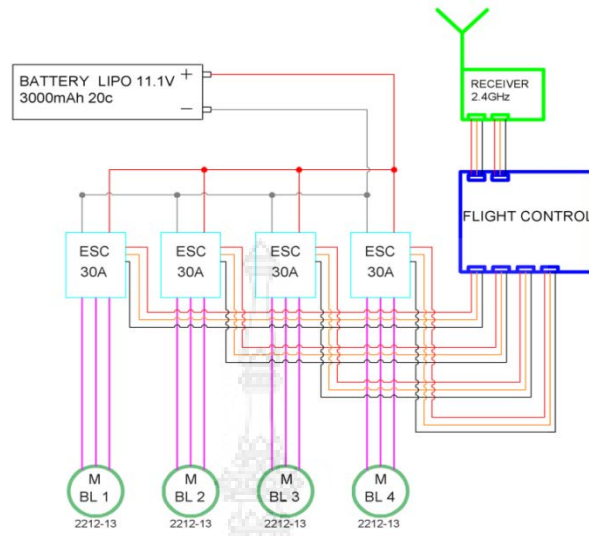 BATTERY LIPO 11.1V +
3000mAh 20c −
RECEIVER
2.4GHz
FLIGHT CONTROL
ESC
30A
ESC
30A
ESC
30A
ESC
30A
M
BL 1
M
BL 2
M
BL 3
M
BL 4
2212-13
2212-13
2212-13
2212-13